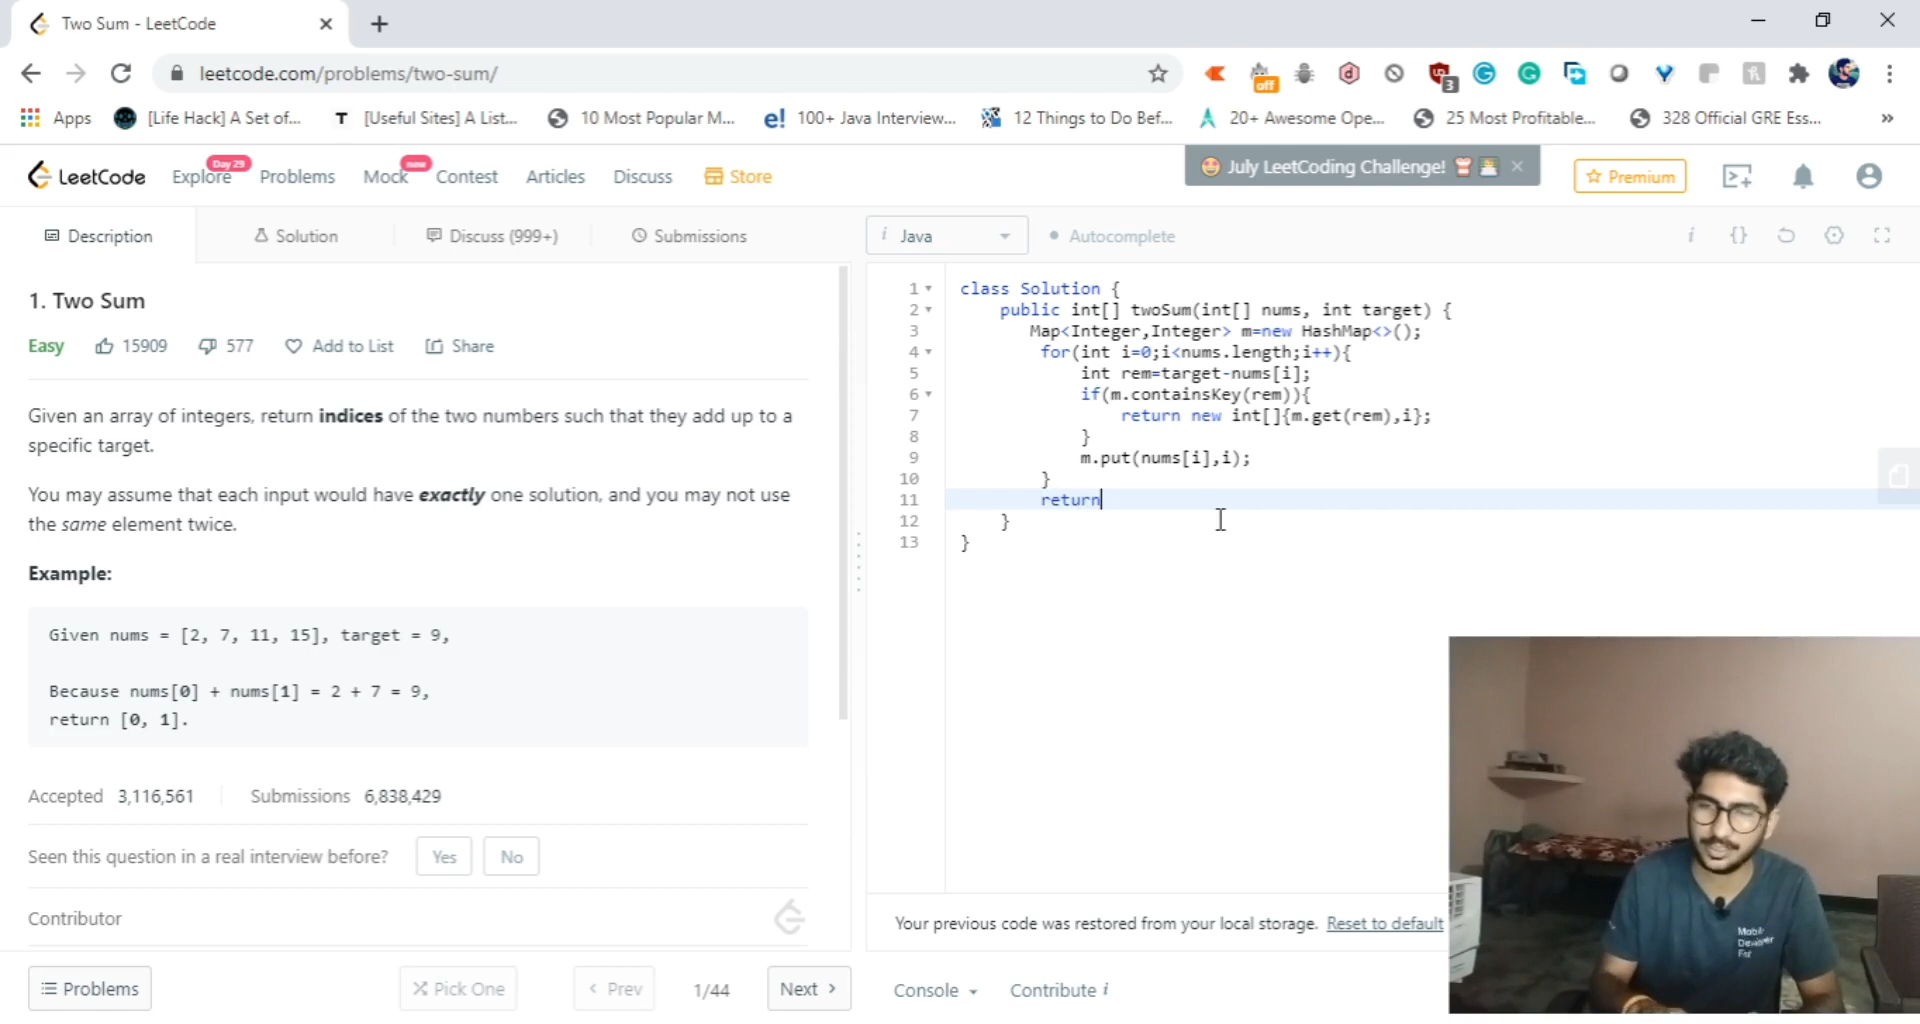 Two Sum - LeetCode
leetcode.com/problems/two-sum/
off
3
Apps
[Life Hack] A Set of...
T [Useful Sites] A List...
10 Most Popular M...
e! 100+ Java Interview...
12 Things to Do Bef...
20+ Awesome Ope...
25 Most Profitable...
328 Official GRE Ess...
»
LeetCode
Explore
Day 29
Problems
Mock
new
Contest
Articles
Discuss
Store
July LeetCoding Challenge!
Premium
Description
Solution
Discuss (999+)
Submissions
i Java
Autocomplete
i {}
1. Two Sum
Easy 15909 577 Add to List Share
Given an array of integers, return indices of the two numbers such that they add up to a
specific target.
You may assume that each input would have exactly one solution, and you may not use
the same element twice.
Example:
Given nums = [2, 7, 11, 15], target = 9,
Because nums[0] + nums[1] = 2 + 7 = 9,
return [0, 1].
Accepted 3,116,561 Submissions 6,838,429
Seen this question in a real interview before? Yes No
Contributor
Problems
Pick One
< Prev
1/44
Next >
1 class Solution {
2 public int[] twoSum(int[] nums, int target) {
3 Map<Integer,Integer> m=new HashMap<>();
4 for(int i=0;i<nums.length;i++){
5 int rem=target-nums[i];
6 if(m.containsKey(rem)){
7 return new int[]{m.get(rem),i};
8 }
9 m.put(nums[i],i);
10 }
11 return
12 }
13 }
Your previous code was restored from your local storage. Reset to default
Console
Contribute i
Developer